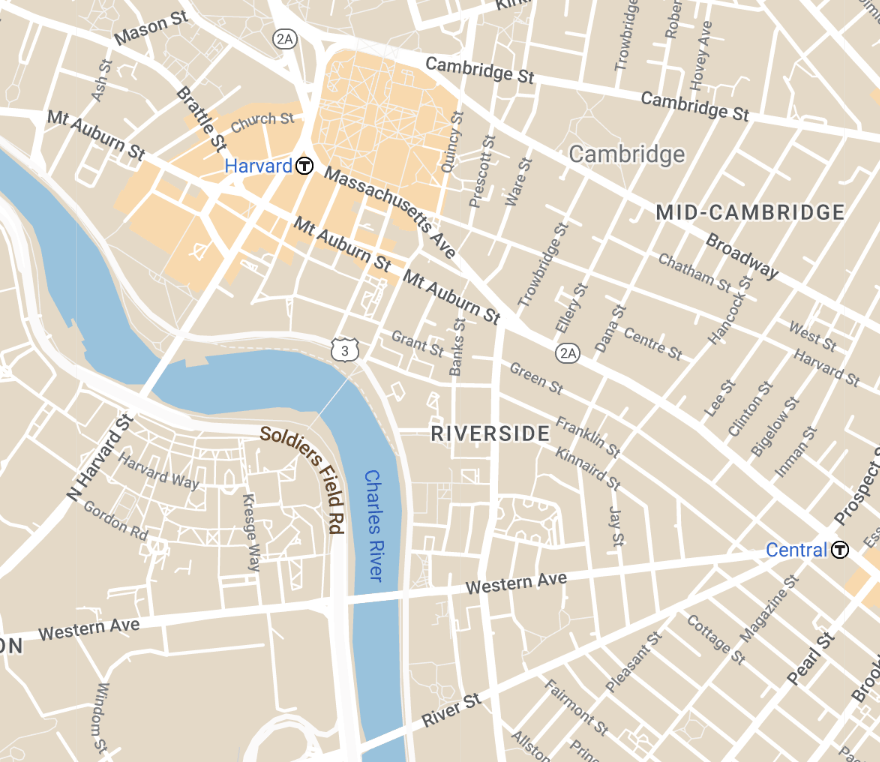 Mason St
2A
Cambridge St
Trowbridge
Hovey Ave
Ash St
Brattle St
Church St
Mt Auburn St
Quincy St
Cambridge St
Prescott St
Ware St
Cambridge
Harvard
T
Massachusetts Ave
MID-CAMBRIDGE
Mt Auburn St
Mt Auburn St
Trowbridge St
Broadway
Chatham St
Hancock St
Ellery St
Dana St
Centre St
West St
Harvard St
3
Grant St
Banks St
2A
Green St
Lee St
Clinton St
Bigelow St
Inman St
RIVERSIDE
Franklin St
Kinnaird St
N Harvard St
Soldiers Field Rd
Harvard Way
Gordon Rd
Kresge Way
Charles River
Jay St
Prospect S
Central
T
Western Ave
Western Ave
ON
Magazine St
Cottage St
Pleasant St
Pearl St
Windom St
River St
Fairmont St
Allston